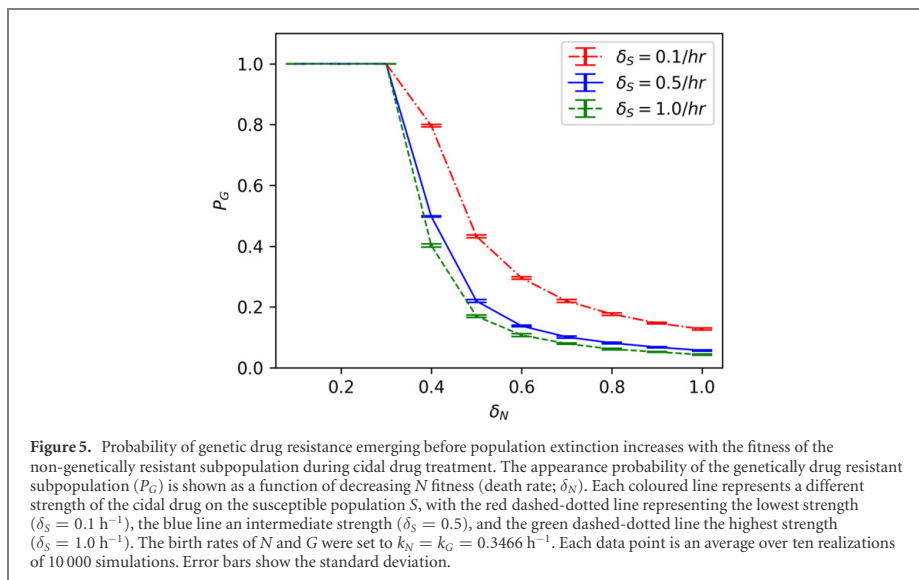 1.0
0.8
0.6
0.4
0.2
0.0
P_G
0.2
0.4
0.6
0.8
1.0
δ_N
δ_S = 0.1/hr
δ_S = 0.5/hr
δ_S = 1.0/hr
Figure 5. Probability of genetic drug resistance emerging before population extinction increases with the fitness of the
non-genetically resistant subpopulation during cidal drug treatment. The appearance probability of the genetically drug resistant
subpopulation (P_G) is shown as a function of decreasing N fitness (death rate; δ_N). Each coloured line represents a different
strength of the cidal drug on the susceptible population S, with the red dashed-dotted line representing the lowest strength
(δ_S = 0.1 h⁻¹), the blue line an intermediate strength (δ_S = 0.5), and the green dashed-dotted line the highest strength
(δ_S = 1.0 h⁻¹). The birth rates of N and G were set to k_N = k_G = 0.3466 h⁻¹. Each data point is an average over ten realizations
of 10 000 simulations. Error bars show the standard deviation.